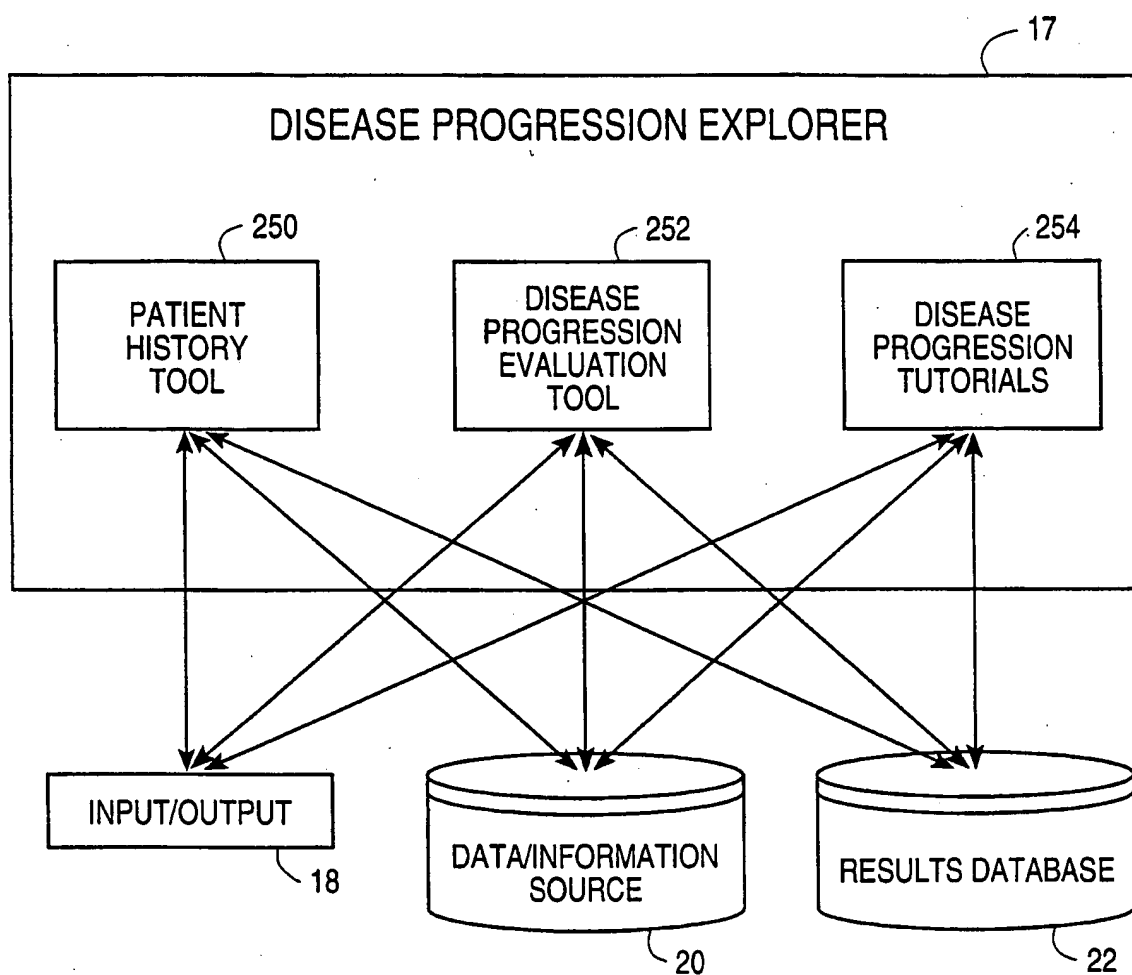 17
DISEASE PROGRESSION EXPLORER
250
252
254
PATIENT
HISTORY
TOOL
DISEASE
PROGRESSION
EVALUATION
TOOL
DISEASE
PROGRESSION
TUTORIALS
INPUT/OUTPUT
18
DATA/INFORMATION
SOURCE
20
RESULTS DATABASE
22